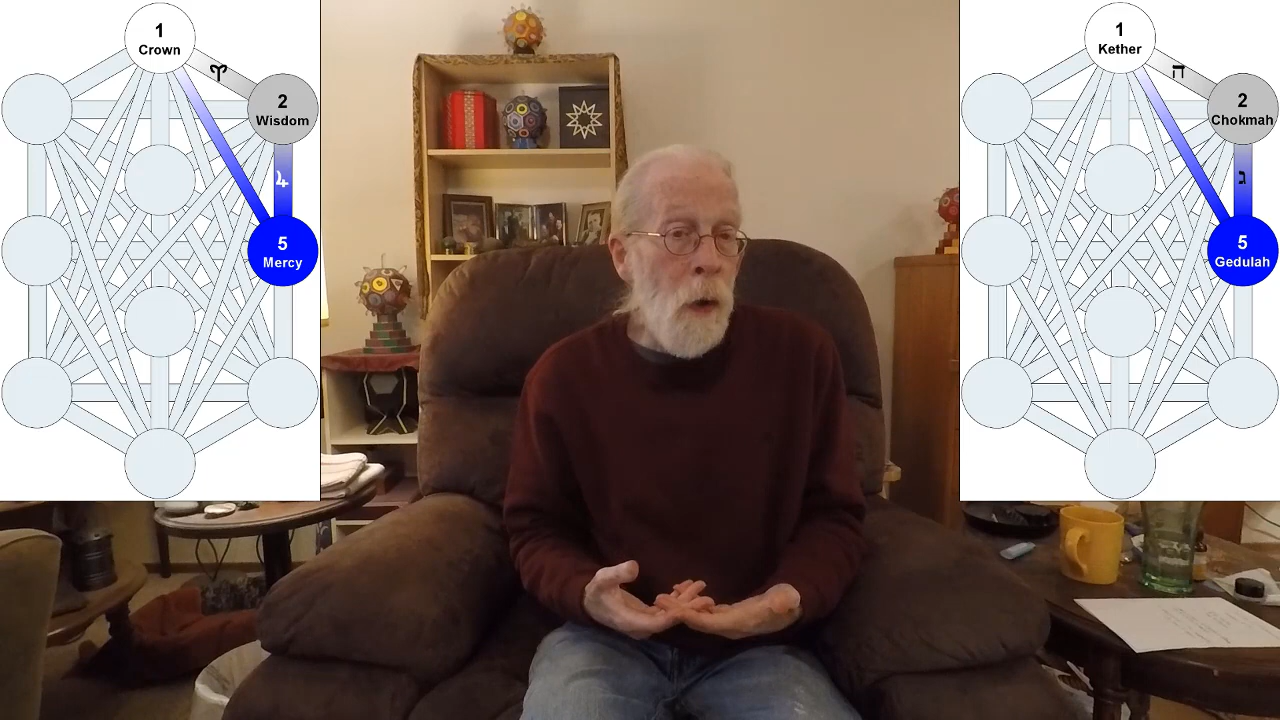 1
Crown
♈
2
Wisdom
♃
5
Mercy
1
Kether
ה
2
Chokmah
ג
5
Gedulah